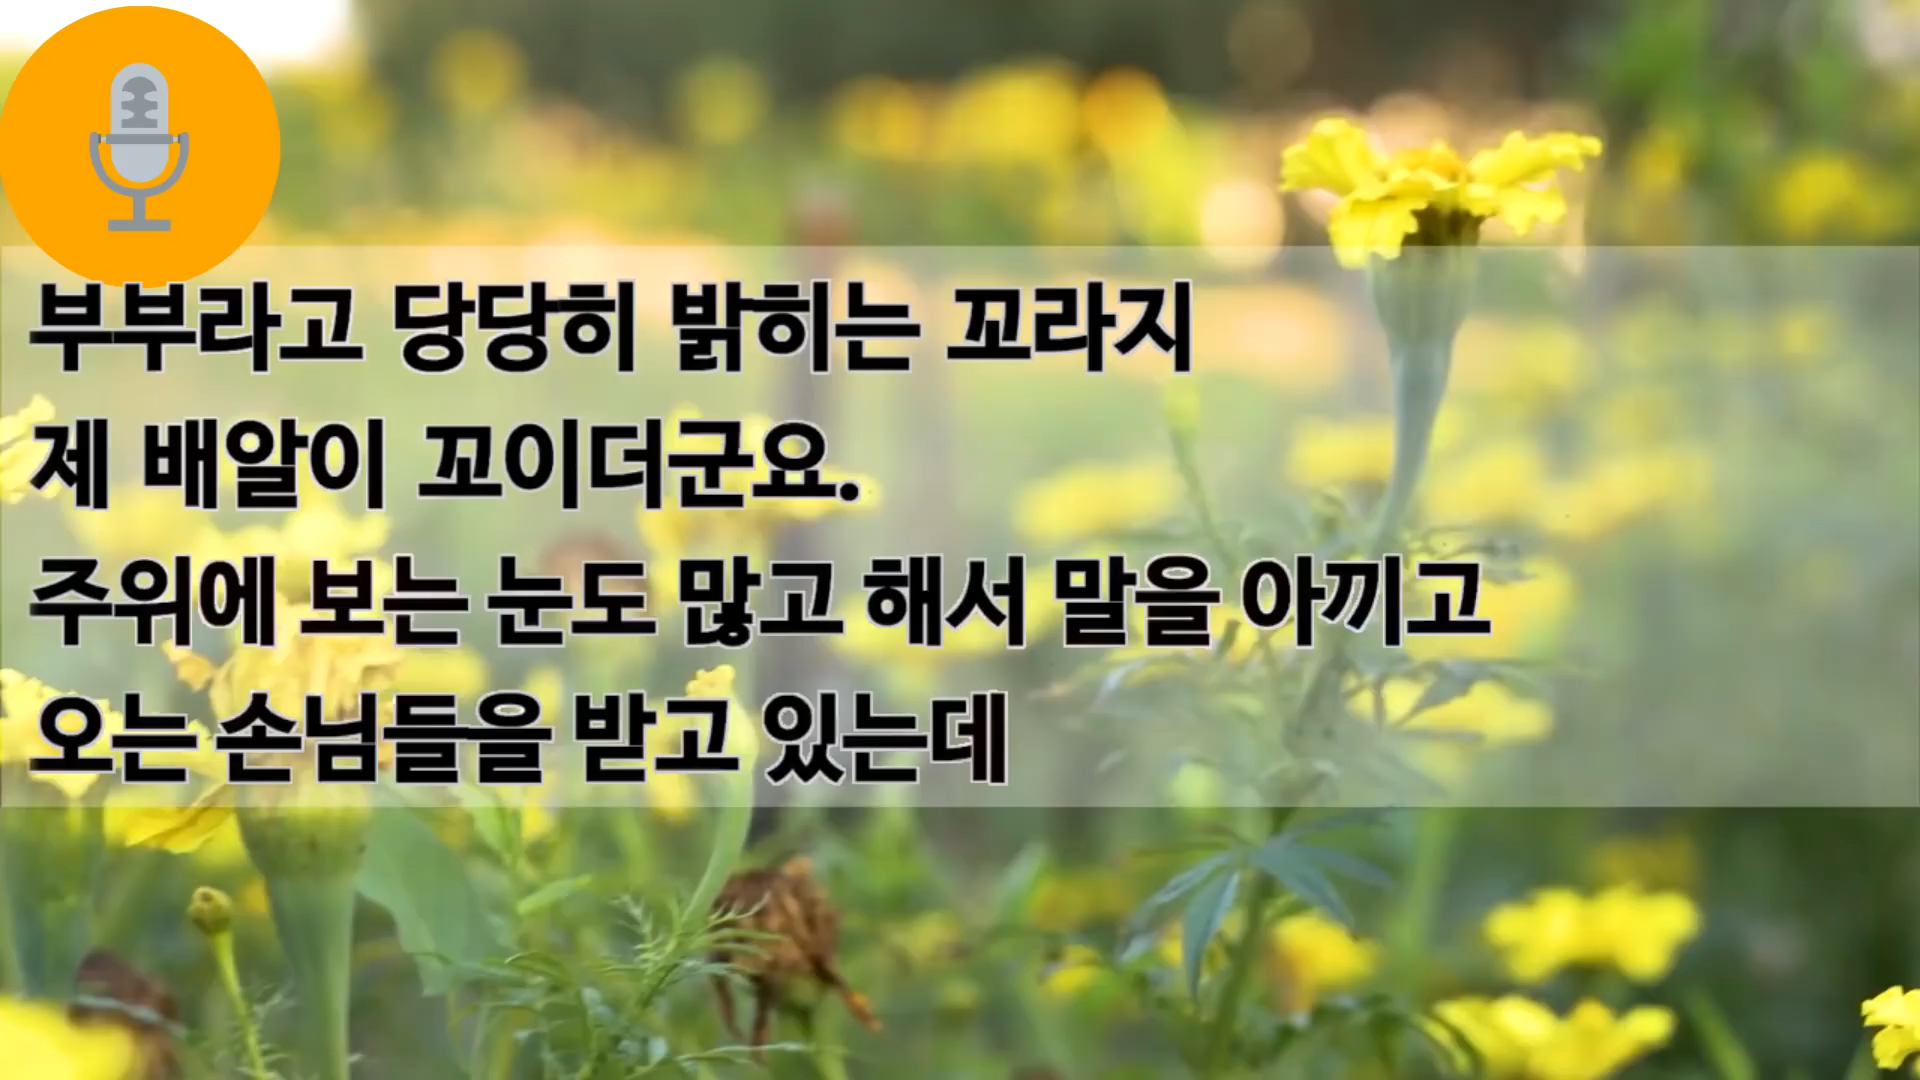 부부라고 당당히 밝히는 꼬라지
제 배알이 꼬이더군요.
주위에 보는 눈도 많고 해서 말을 아끼고
오는 손님들을 받고 있는데